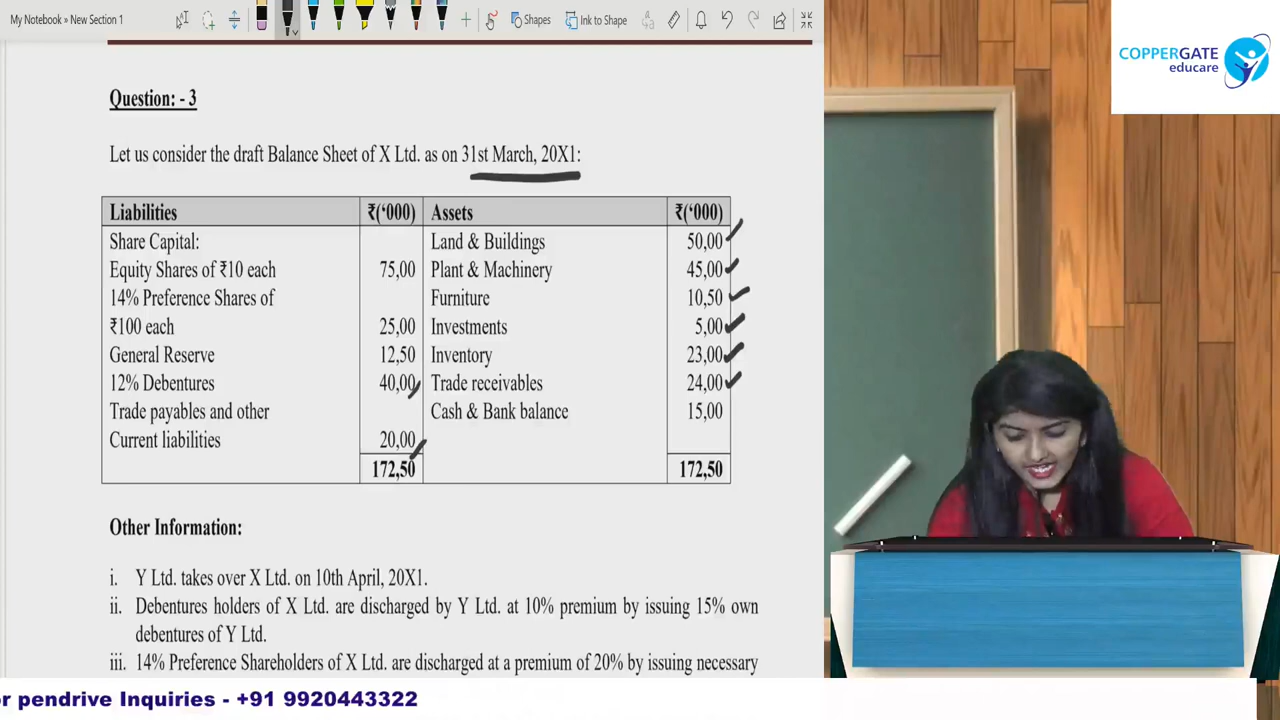 My Notebook » New Section 1
Shapes
Ink to Shape
COPPERGATE
educare
Question: - 3
Let us consider the draft Balance Sheet of X Ltd. as on 31st March, 20X1:
Liabilities ₹('000) Assets ₹('000)
Share Capital: Land & Buildings 50,00
Equity Shares of ₹10 each 75,00 Plant & Machinery 45,00
14% Preference Shares of Furniture 10,50
₹100 each 25,00 Investments 5,00
General Reserve 12,50 Inventory 23,00
12% Debentures 40,00 Trade receivables 24,00
Trade payables and other Cash & Bank balance 15,00
Current liabilities 20,00
172,50 172,50
Other Information:
i. Y Ltd. takes over X Ltd. on 10th April, 20X1.
ii. Debentures holders of X Ltd. are discharged by Y Ltd. at 10% premium by issuing 15% own
debentures of Y Ltd.
iii. 14% Preference Shareholders of X Ltd. are discharged at a premium of 20% by issuing necessary
or pendrive Inquiries - +91 9920443322